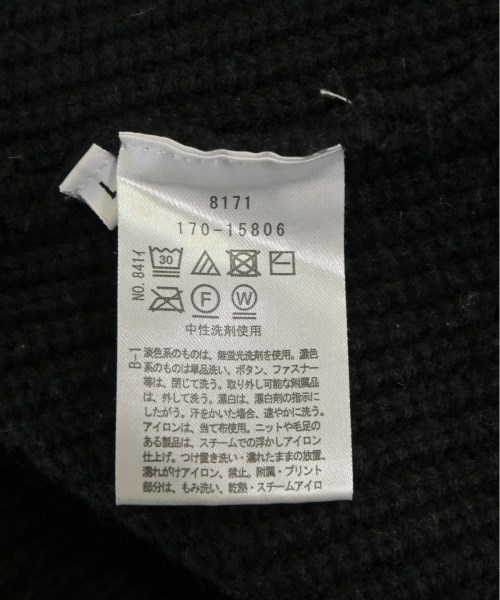 8171
170-15806
NO.841イ
30
F
W
中性洗剤使用
B-1
淡色系のものは、無蛍光洗剤を使用。濃色
系のものは単品洗い。ボタン、ファスナー
等は、閉じて洗う。取り外し可能な附属品
は、外して洗う。漂白は、漂白剤の指示に
したがう。汗をかいた場合、速やかに洗う。
アイロンは、当て布使用。ニットや毛足の
ある製品は、スチームでの浮かしアイロン
仕上げ。つけ置き洗い・濡れたままの放置、
濡れがけアイロン、禁止。附属・プリント
部分は、もみ洗い、乾熱・スチームアイロ